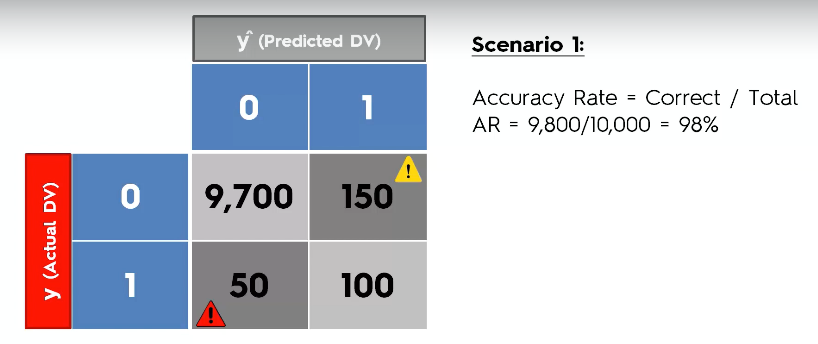 ŷ (Predicted DV)
Scenario 1:
0 1
Accuracy Rate = Correct / Total
AR = 9,800/10,000 = 98%
y (Actual DV)
0 9,700 150
1 50 100